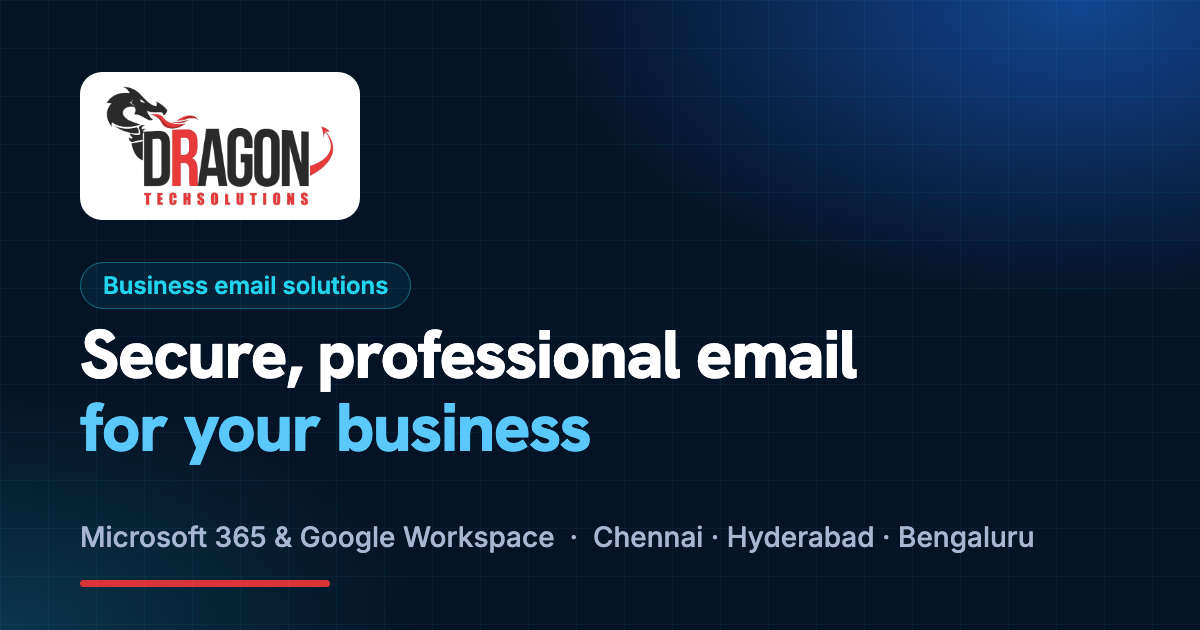 DRAGON
TECHSOLUTIONS
Business email solutions
Secure, professional email
for your business
Microsoft 365 & Google Workspace · Chennai · Hyderabad · Bengaluru